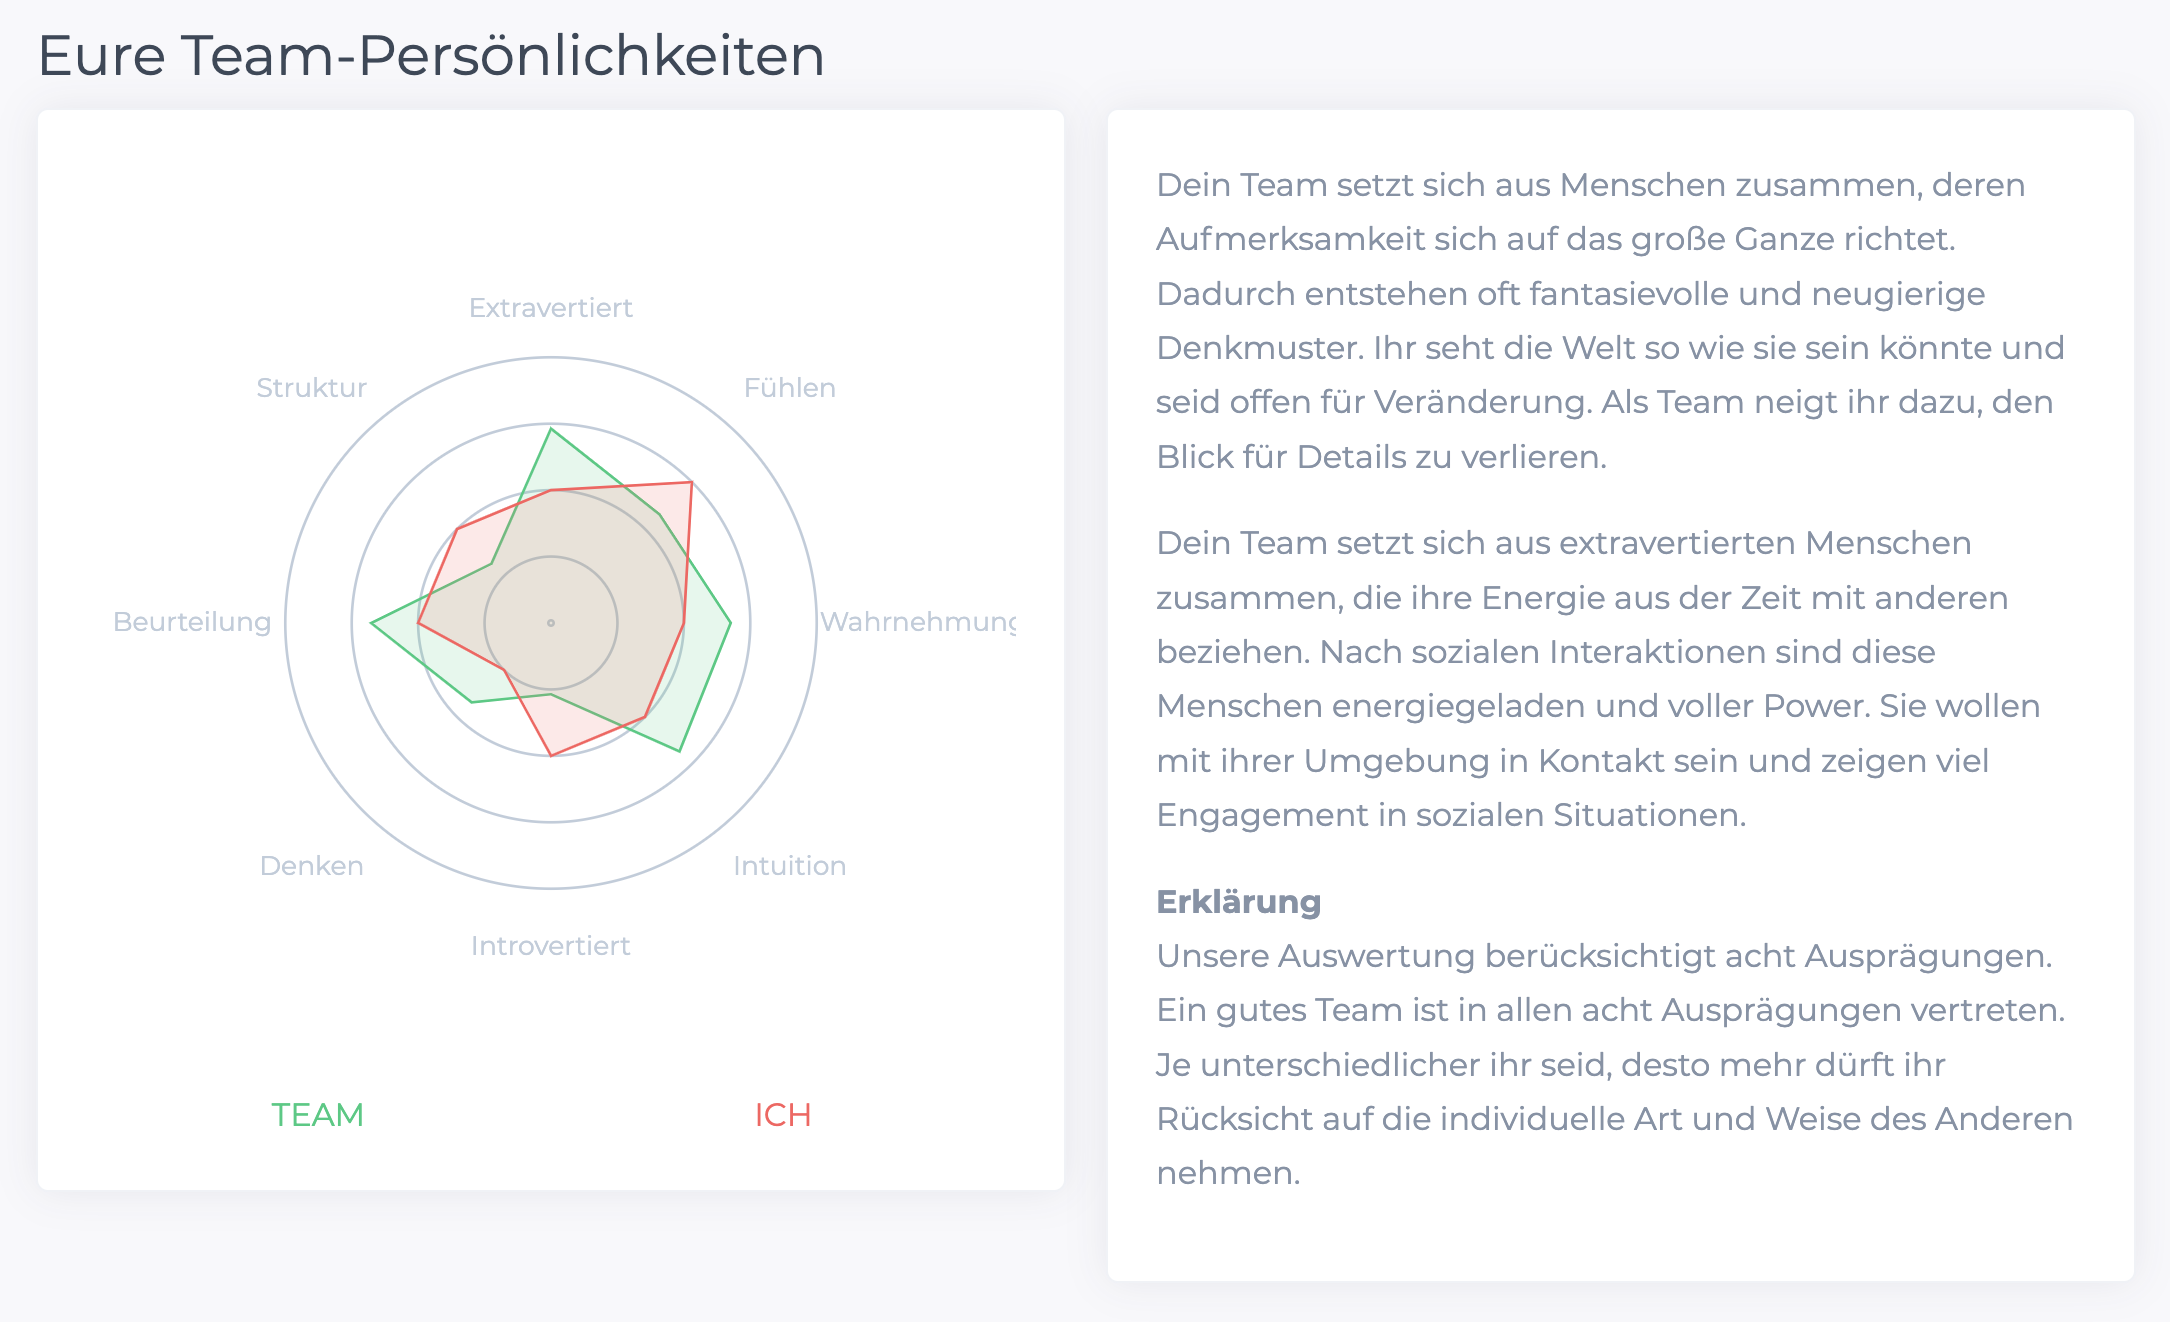 Eure Team-Persönlichkeiten
Extravertiert
Struktur
Fühlen
Beurteilung
Denken
Intuition
Introvertiert
TEAM
ICH
Dein Team setzt sich aus Menschen zusammen, deren
Aufmerksamkeit sich auf das große Ganze richtet.
Dadurch entstehen oft fantasievolle und neugierige
Denkmuster. Ihr seht die Welt so wie sie sein könnte und
seid offen für Veränderung. Als Team neigt ihr dazu, den
Blick für Details zu verlieren.
Dein Team setzt sich aus extravertierten Menschen
zusammen, die ihre Energie aus der Zeit mit anderen
beziehen. Nach sozialen Interaktionen sind diese
Menschen energiegeladen und voller Power. Sie wollen
mit ihrer Umgebung in Kontakt sein und zeigen viel
Engagement in sozialen Situationen.
Erklärung
Unsere Auswertung berücksichtigt acht Ausprägungen.
Ein gutes Team ist in allen acht Ausprägungen vertreten.
Je unterschiedlicher ihr seid, desto mehr dürft ihr
Rücksicht auf die individuelle Art und Weise des Anderen
nehmen.